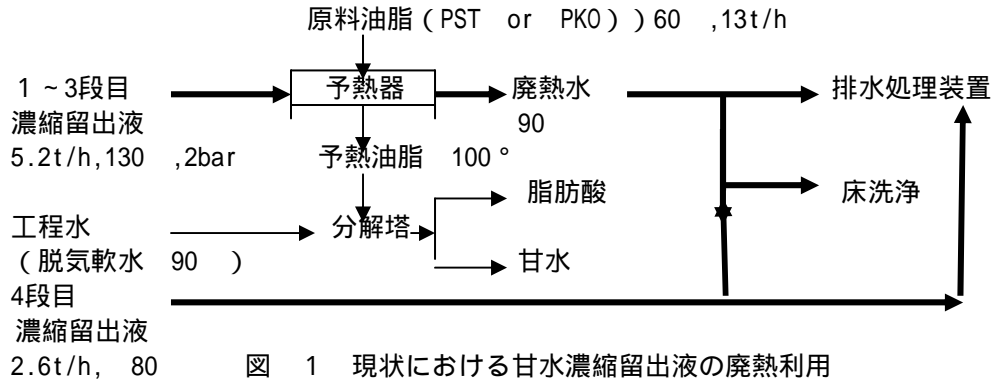 原料油脂(PST or PKO))60 ,13t/h
1~3段目
濃縮留出液
5.2t/h,130 ,2bar
予熱器
廃熱水
90
排水処理装置
予熱油脂 100°
床洗浄
脂肪酸
工程水
(脱気軟水 90 )
分解塔
甘水
4段目
濃縮留出液
2.6t/h, 80
図 1 現状における甘水濃縮留出液の廃熱利用